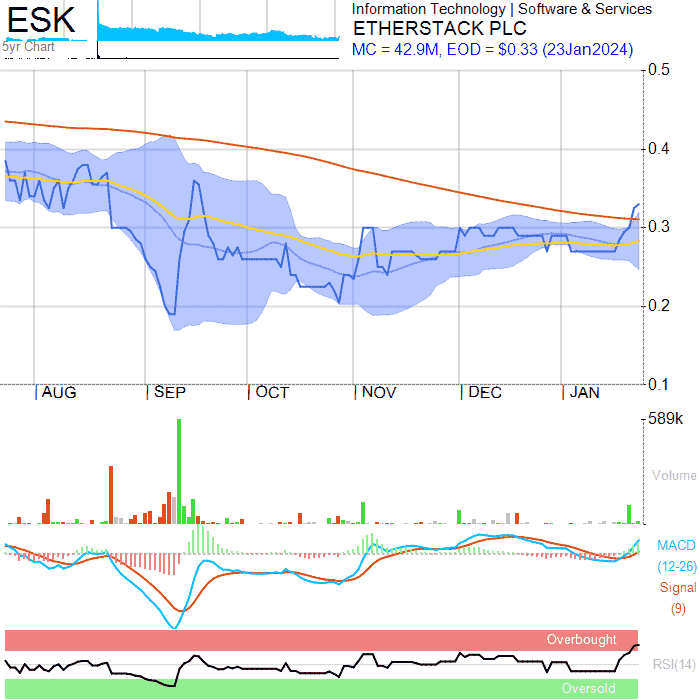 ESK
5yr Chart
Information Technology | Software & Services
ETHERSTACK PLC
MC = 42.9M, EOD = $0.33 (23Jan2024)
0.5
0.4
0.3
0.2
0.1
AUG SEP OCT NOV DEC JAN
589k
Volume
MACD
(12-26)
Signal
(9)
Overbought
RSI(14)
Oversold